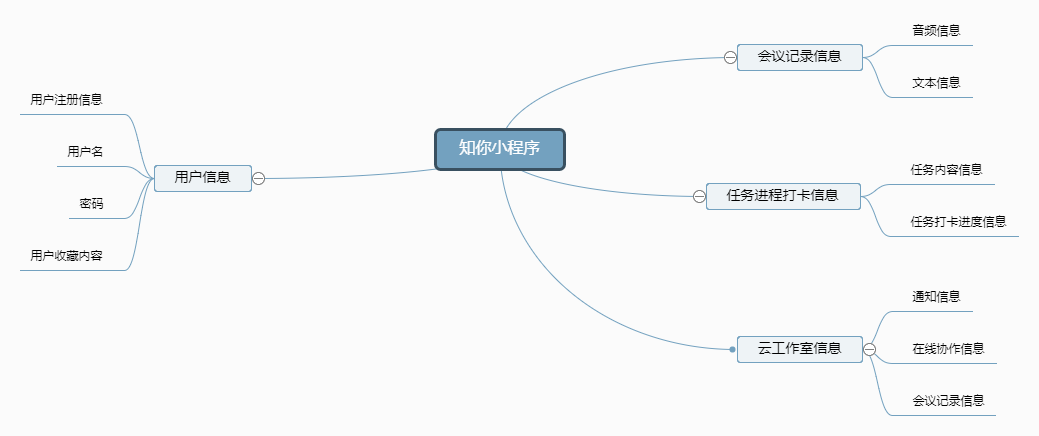 知你小程序
会议记录信息
音频信息
文本信息
任务进程打卡信息
任务内容信息
任务打卡进度信息
云工作室信息
通知信息
在线协作信息
会议记录信息
用户信息
用户注册信息
用户名
密码
用户收藏内容